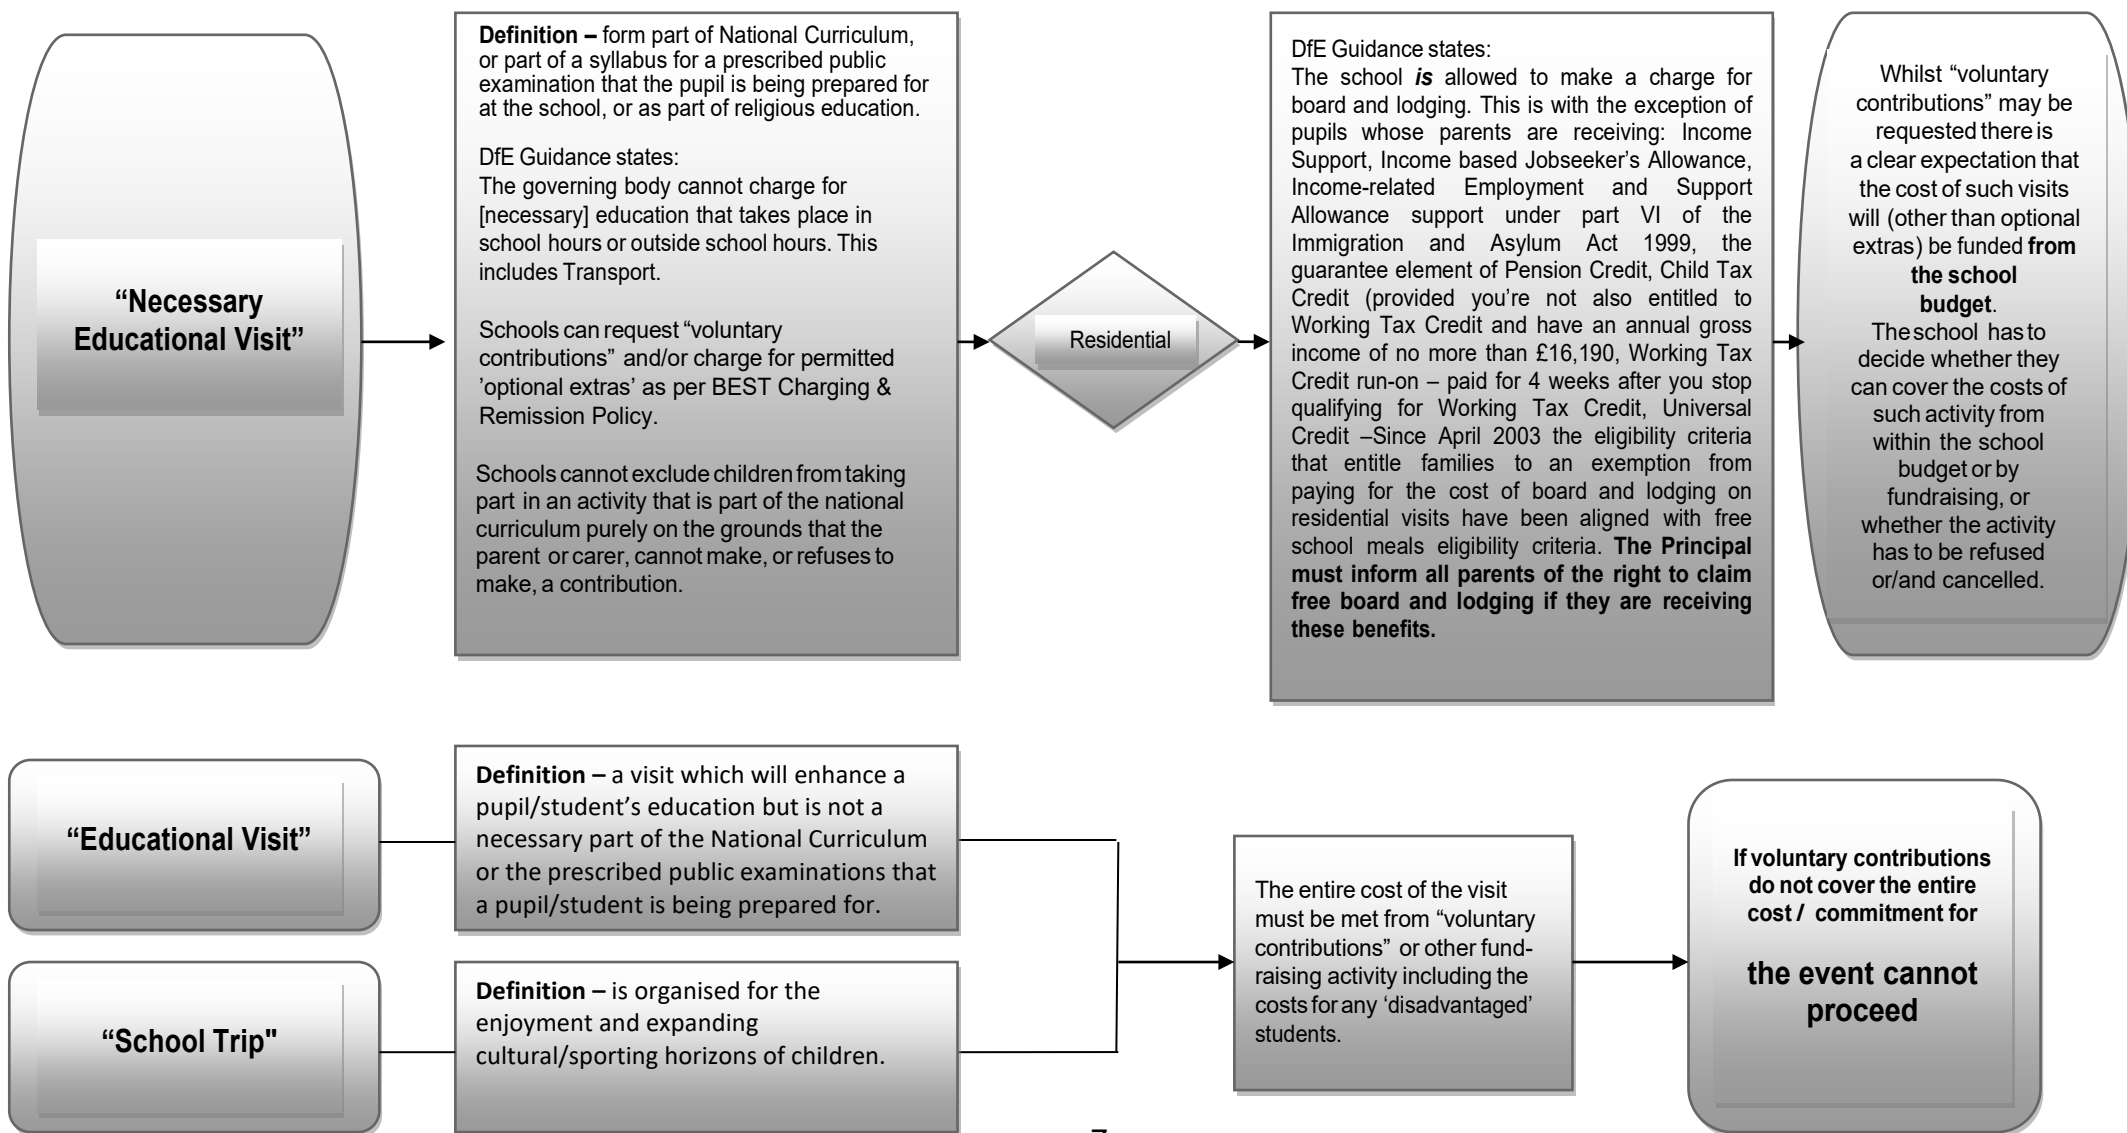 “Necessary
Educational Visit”
Definition – form part of National Curriculum,
or part of a syllabus for a prescribed public
examination that the pupil is being prepared for
at the school, or as part of religious education.
DfE Guidance states:
The governing body cannot charge for
[necessary] education that takes place in
school hours or outside school hours. This
includes Transport.
Schools can request “voluntary
contributions” and/or charge for permitted
’optional extras’ as per BEST Charging &
Remission Policy.
Schools cannot exclude children from taking
part in an activity that is part of the national
curriculum purely on the grounds that the
parent or carer, cannot make, or refuses to
make, a contribution.
Residential
DfE Guidance states:
The school is allowed to make a charge for
board and lodging. This is with the exception of
pupils whose parents are receiving: Income
Support, Income based Jobseeker’s Allowance,
Income-related Employment and Support
Allowance support under part VI of the
Immigration and Asylum Act 1999, the
guarantee element of Pension Credit, Child Tax
Credit (provided you’re not also entitled to
Working Tax Credit and have an annual gross
income of no more than £16,190, Working Tax
Credit run-on – paid for 4 weeks after you stop
qualifying for Working Tax Credit, Universal
Credit –Since April 2003 the eligibility criteria
that entitle families to an exemption from
paying for the cost of board and lodging on
residential visits have been aligned with free
school meals eligibility criteria. The Principal
must inform all parents of the right to claim
free board and lodging if they are receiving
these benefits.
Whilst “voluntary
contributions” may be
requested there is
a clear expectation that
the cost of such visits
will (other than optional
extras) be funded from
the school
budget.
The school has to
decide whether they
can cover the costs of
such activity from
within the school
budget or by
fundraising, or
whether the activity
has to be refused
or/and cancelled.
“Educational Visit”
Definition – a visit which will enhance a
pupil/student’s education but is not a
necessary part of the National Curriculum
or the prescribed public examinations that
a pupil/student is being prepared for.
“School Trip"
Definition – is organised for the
enjoyment and expanding
cultural/sporting horizons of children.
The entire cost of the visit
must be met from “voluntary
contributions” or other fund-
raising activity including the
costs for any ‘disadvantaged’
students.
If voluntary contributions
do not cover the entire
cost / commitment for
the event cannot
proceed